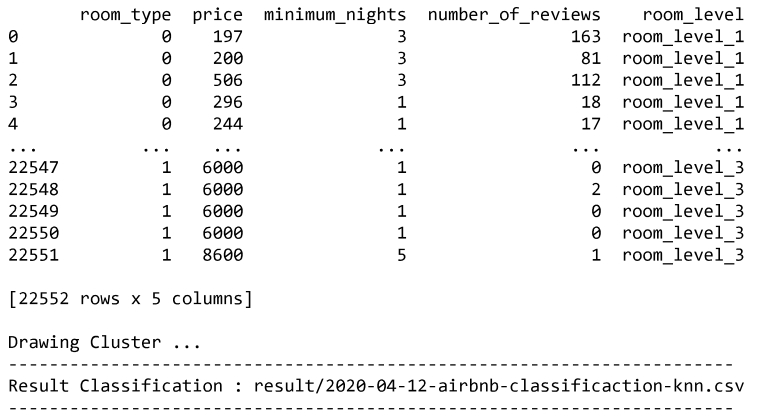 room_type price minimum_nights number_of_reviews room_level
0 0 197 3 163 room_level_1
1 0 200 3 81 room_level_1
2 0 506 3 112 room_level_1
3 0 296 1 18 room_level_1
4 0 244 1 17 room_level_1
... ... ... ... ... ...
22547 1 6000 1 0 room_level_3
22548 1 6000 1 2 room_level_3
22549 1 6000 1 0 room_level_3
22550 1 6000 1 0 room_level_3
22551 1 8600 5 1 room_level_3
[22552 rows x 5 columns]
Drawing Cluster ...
-----------------------------------------------------------------------
Result Classification : result/2020-04-12-airbnb-classificaction-knn.csv
-----------------------------------------------------------------------